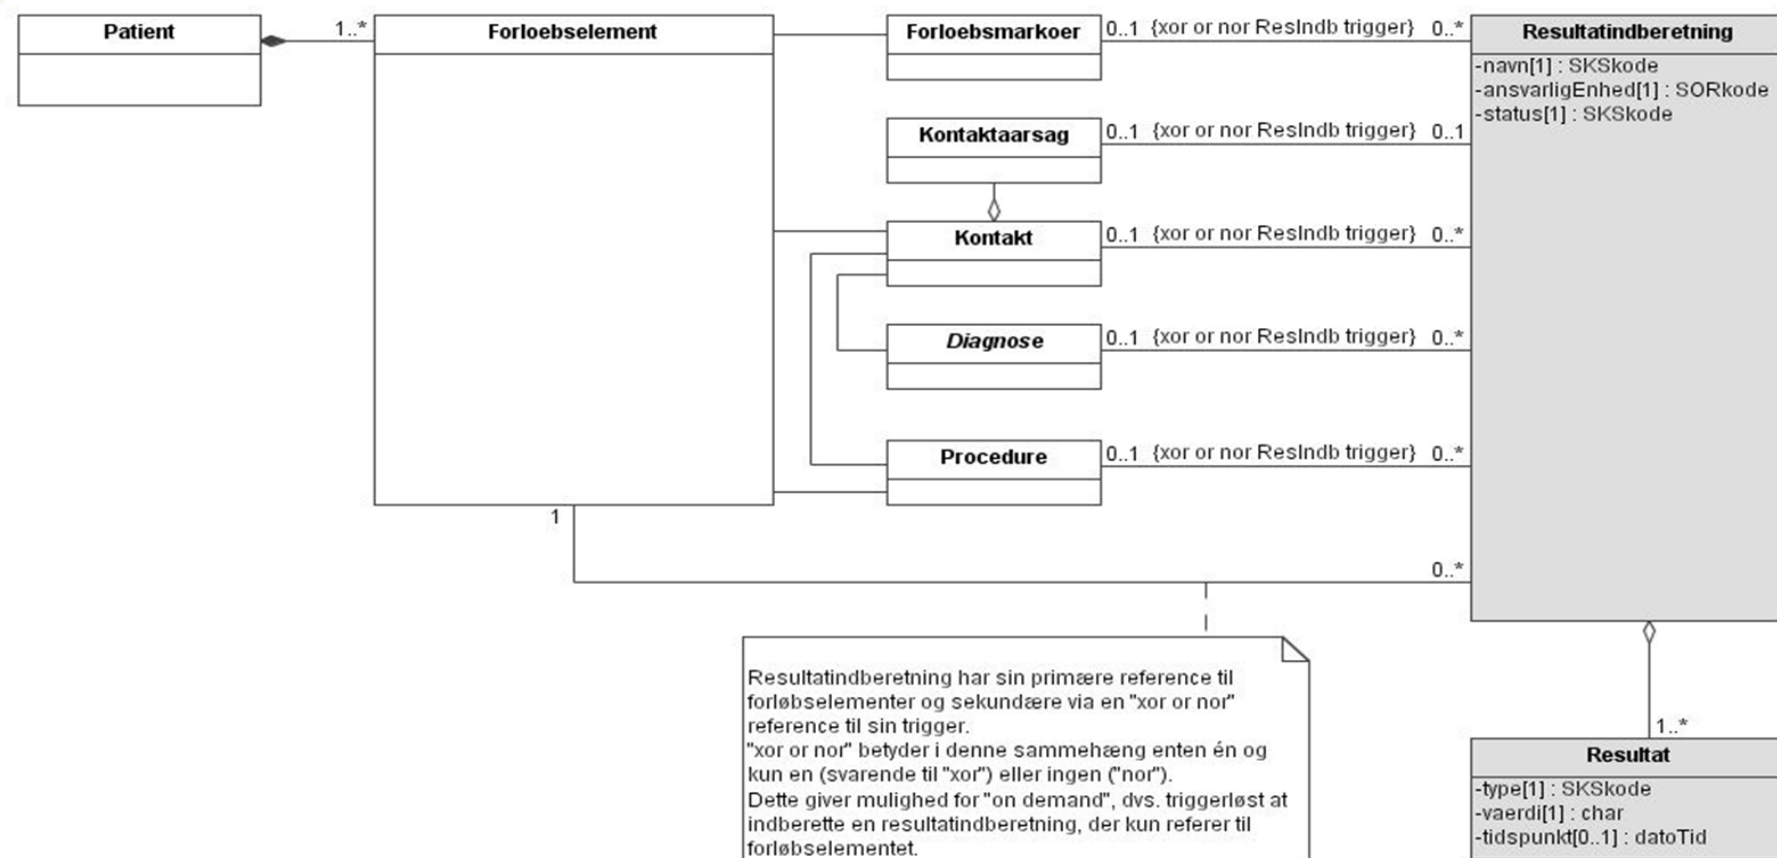 Patient
1..*
Forloebselement
Forloebsmarkoer
0..1 {xor or nor ResIndb trigger} 0..*
Resultatindberetning
-navn[1] : SKSkode
-ansvarligEnhed[1] : SORkode
-status[1] : SKSkode
Kontaktaarsag
0..1 {xor or nor ResIndb trigger} 0..1
Kontakt
0..1 {xor or nor ResIndb trigger} 0..*
Diagnose
0..1 {xor or nor ResIndb trigger} 0..*
Procedure
0..1 {xor or nor ResIndb trigger} 0..*
1
0..*
Resultatindberetning har sin primære reference til
forløbselementer og sekundære via en "xor or nor"
reference til sin trigger.
"xor or nor" betyder i denne sammehæng enten én og
kun en (svarende til "xor") eller ingen ("nor").
Dette giver mulighed for "on demand", dvs. triggerløst at
indberette en resultatindberetning, der kun referer til
forløbselementet.
1..*
Resultat
-type[1] : SKSkode
-vaerdi[1] : char
-tidspunkt[0..1] : datoTid